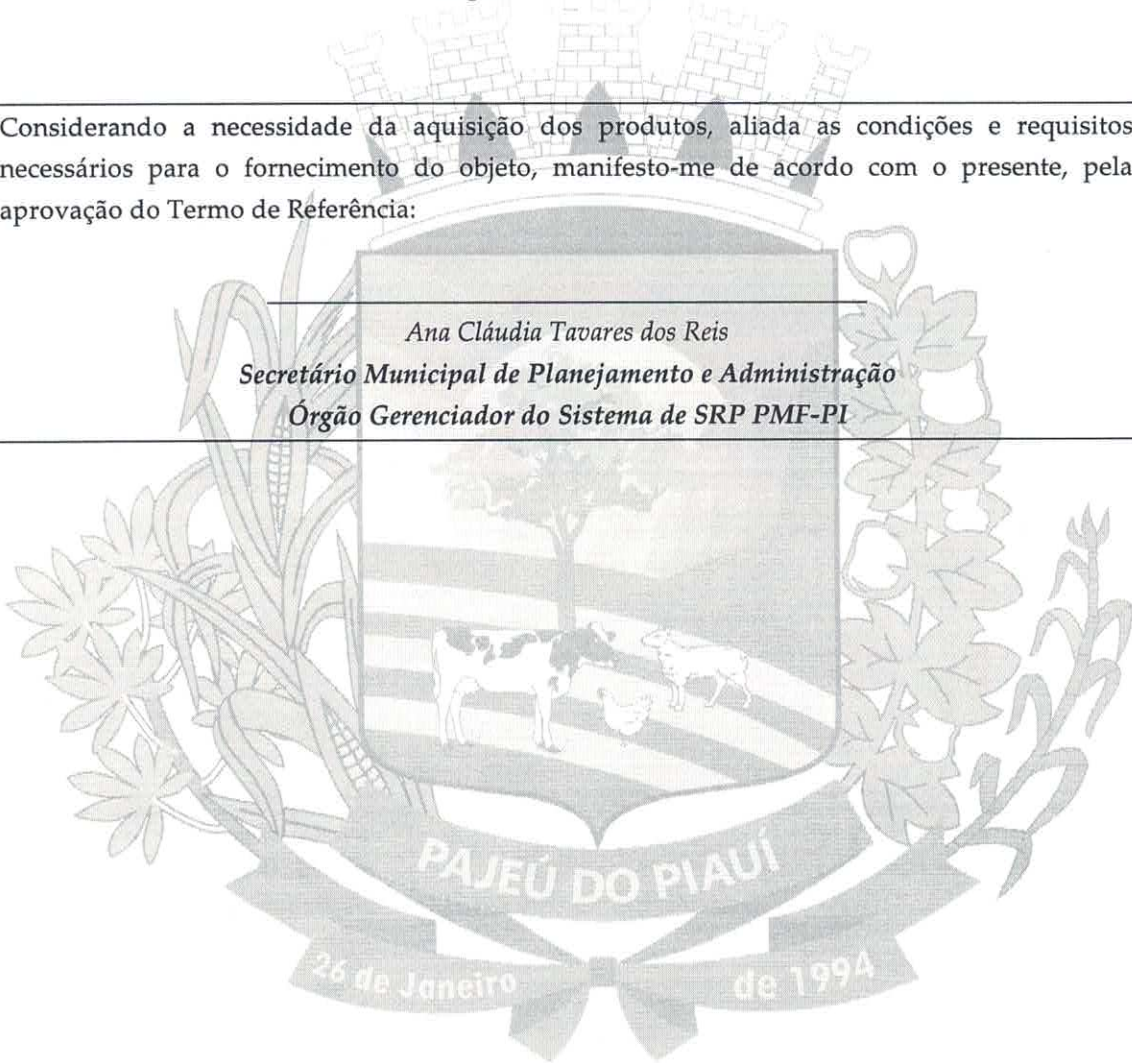 Considerando a necessidade da aquisição dos produtos, aliada as condições e requisitos
necessários para o fornecimento do objeto, manifesto-me de acordo com o presente, pela
aprovação do Termo de Referência:
Ana Cláudia Tavares dos Reis
Secretário Municipal de Planejamento e Administração
Órgão Gerenciador do Sistema de SRP PMF-PI
PAJEÚ DO PIAUÍ
26 de Janeiro de 1994